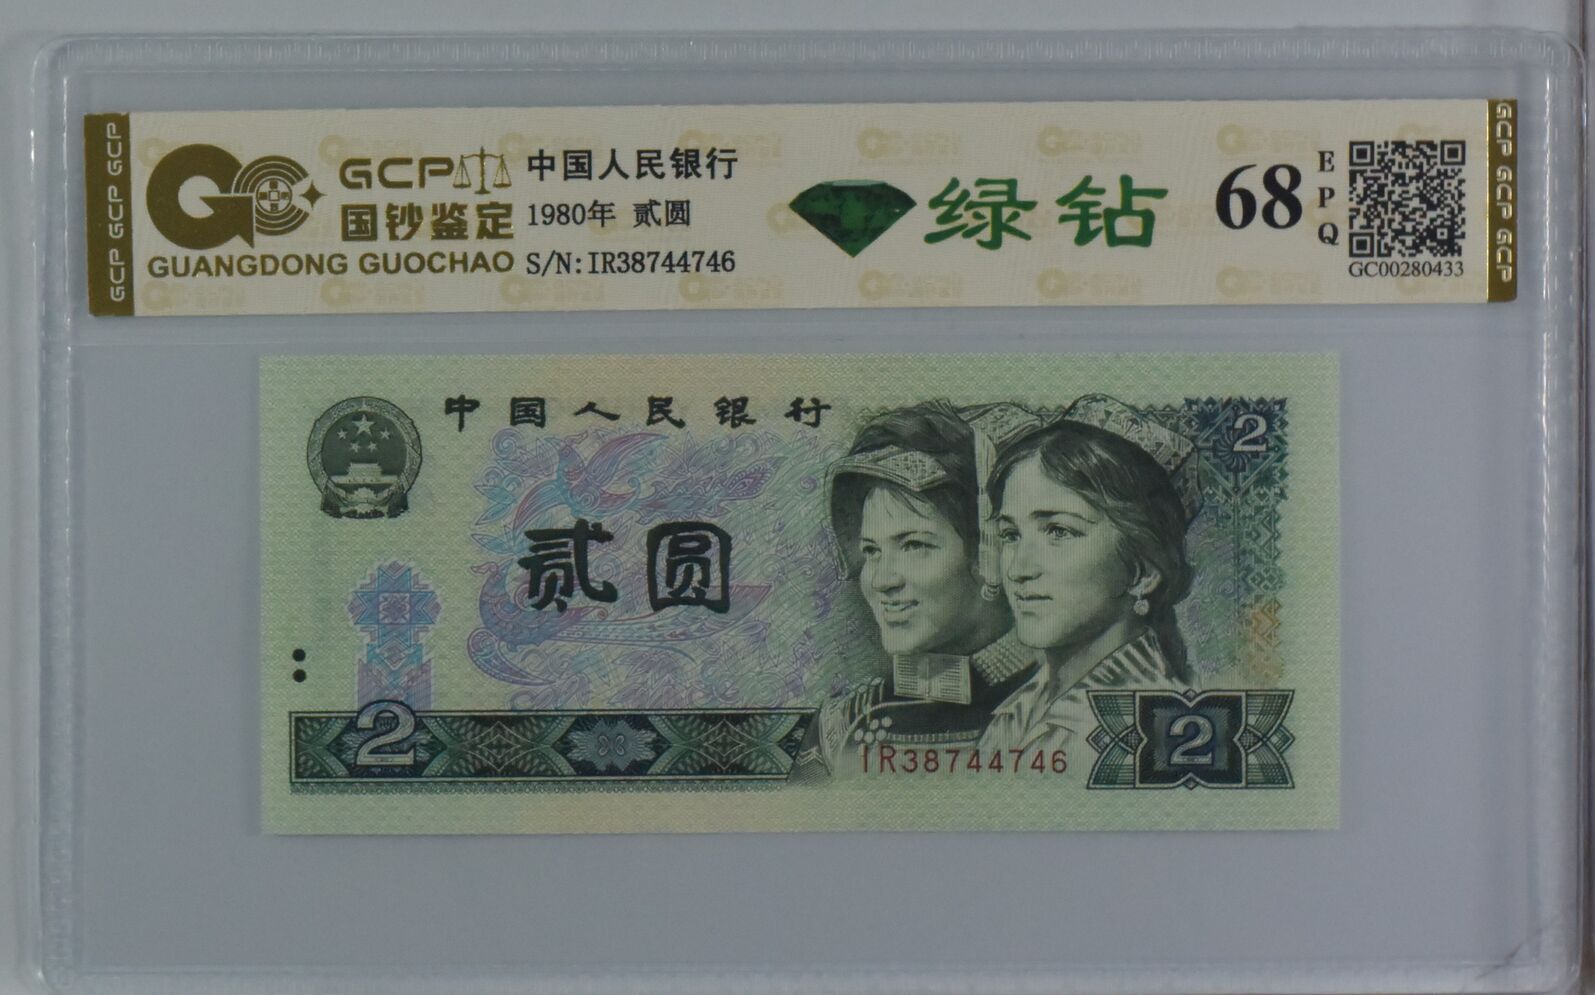 GCP GCP GCP
GCP
国钞鉴定
GUANGDONG GUOCHAO
中国人民银行
1980年 贰圆
S/N:IR38744746
绿钻
68
EPQ
GC00280433
GCP GCP GCP
中国人民银行
2
贰圆
2
IR38744746
2